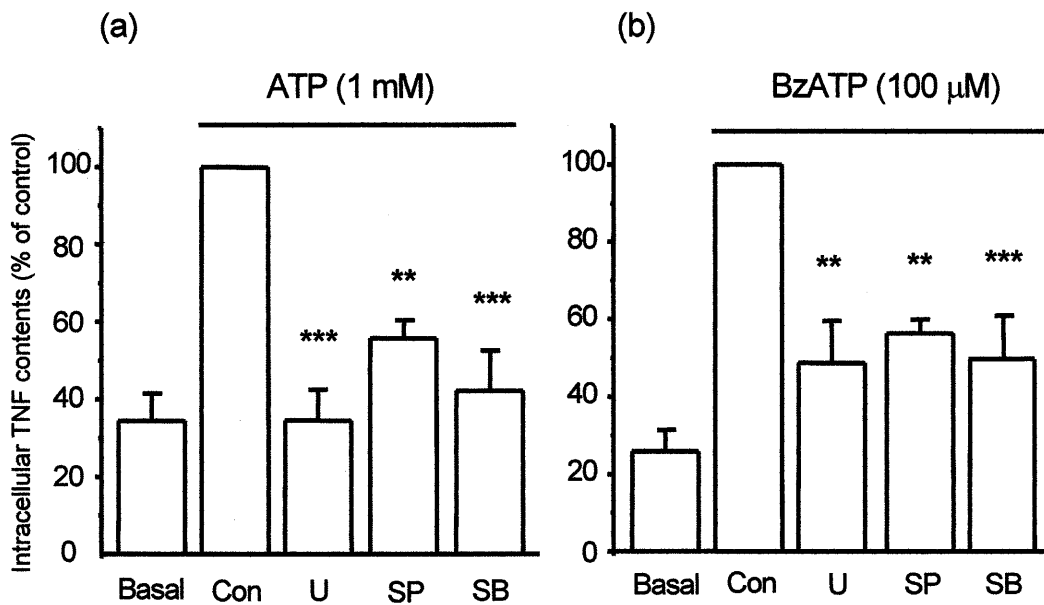 (a)
ATP (1 mM)
Intracellular TNF contents (% of control)
100
80
60
40
20
0
***
**
***
Basal Con U SP SB
(b)
BzATP (100 μM)
100
80
60
40
20
0
**
**
***
Basal Con U SP SB